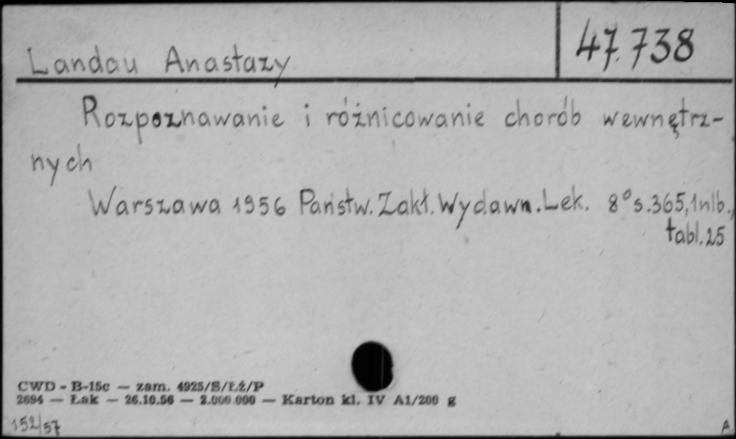 Landau Anastazy
47.738
Rozpoznawanie i różnicowanie chorób wewnętrz-
nych
Warszawa 1956 Państw. Zakł. Wydawn. Lek. 8° s. 365, 1 nlb.,
tabl. 25
CWD - B-15c — zam. 4925/S/Łź/P
2694 — Łak — 26.10.56 — 2.000.000 — Karton kl. IV A1/200 g
152/57
A